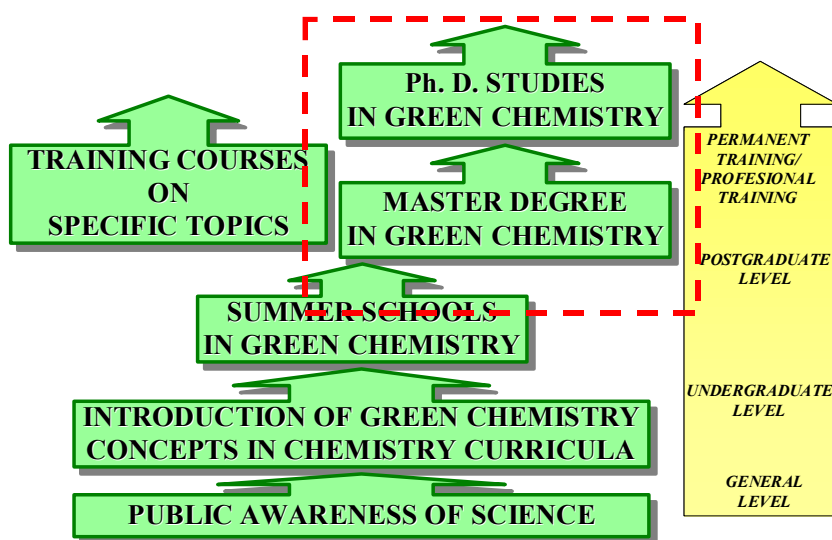 Ph. D. STUDIES
IN GREEN CHEMISTRY
TRAINING COURSES
ON
SPECIFIC TOPICS
MASTER DEGREE
IN GREEN CHEMISTRY
SUMMER SCHOOLS
IN GREEN CHEMISTRY
INTRODUCTION OF GREEN CHEMISTRY
CONCEPTS IN CHEMISTRY CURRICULA
PUBLIC AWARENESS OF SCIENCE
PERMANENT
TRAINING/
PROFESIONAL
TRAINING
POSTGRADUATE
LEVEL
UNDERGRADUATE
LEVEL
GENERAL
LEVEL